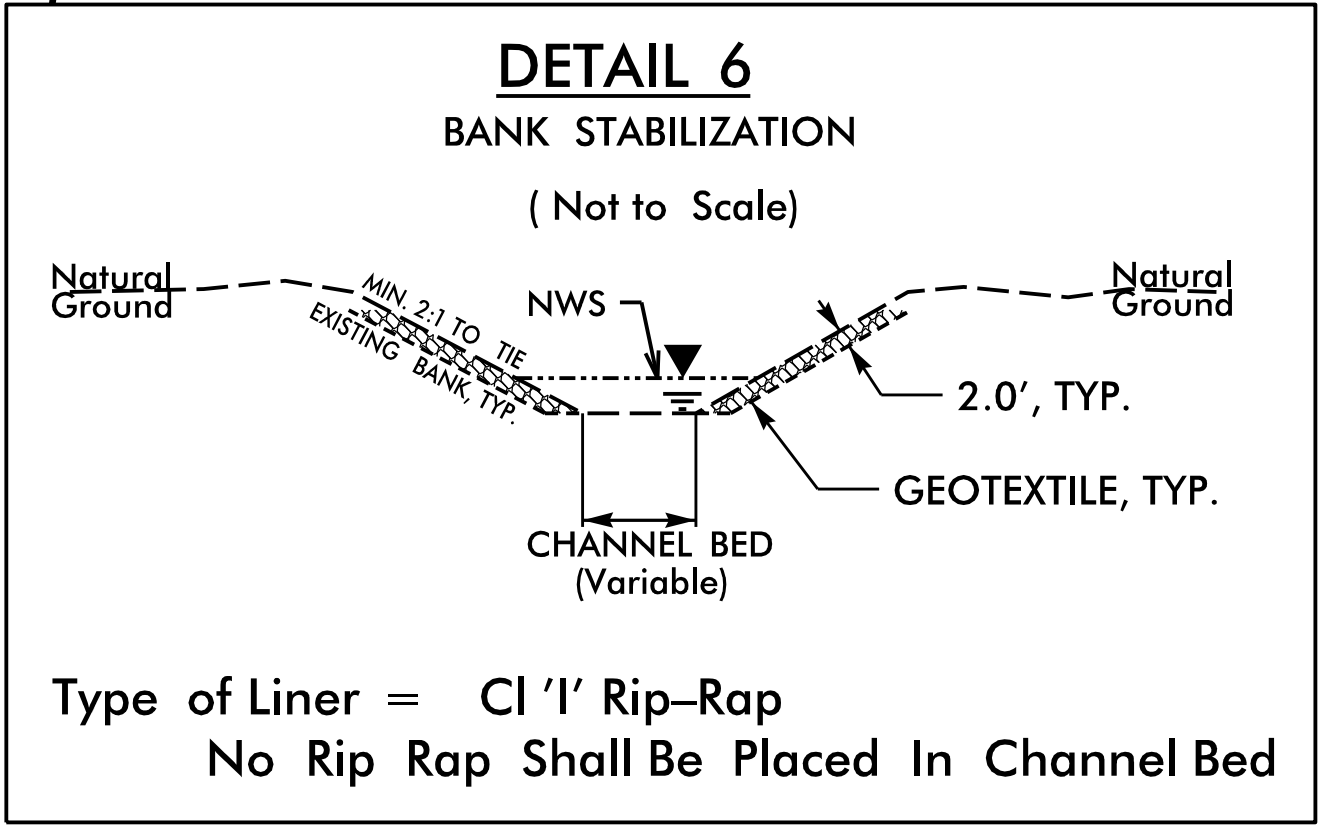 DETAIL 6
BANK STABILIZATION
( Not to Scale)
Natural
Ground
MIN. 2:1 TO TIE
EXISTING BANK, TYP.
NWS
Natural
Ground
2.0', TYP.
GEOTEXTILE, TYP.
CHANNEL BED
(Variable)
Type of Liner = Cl 'I' Rip–Rap
No Rip Rap Shall Be Placed In Channel Bed